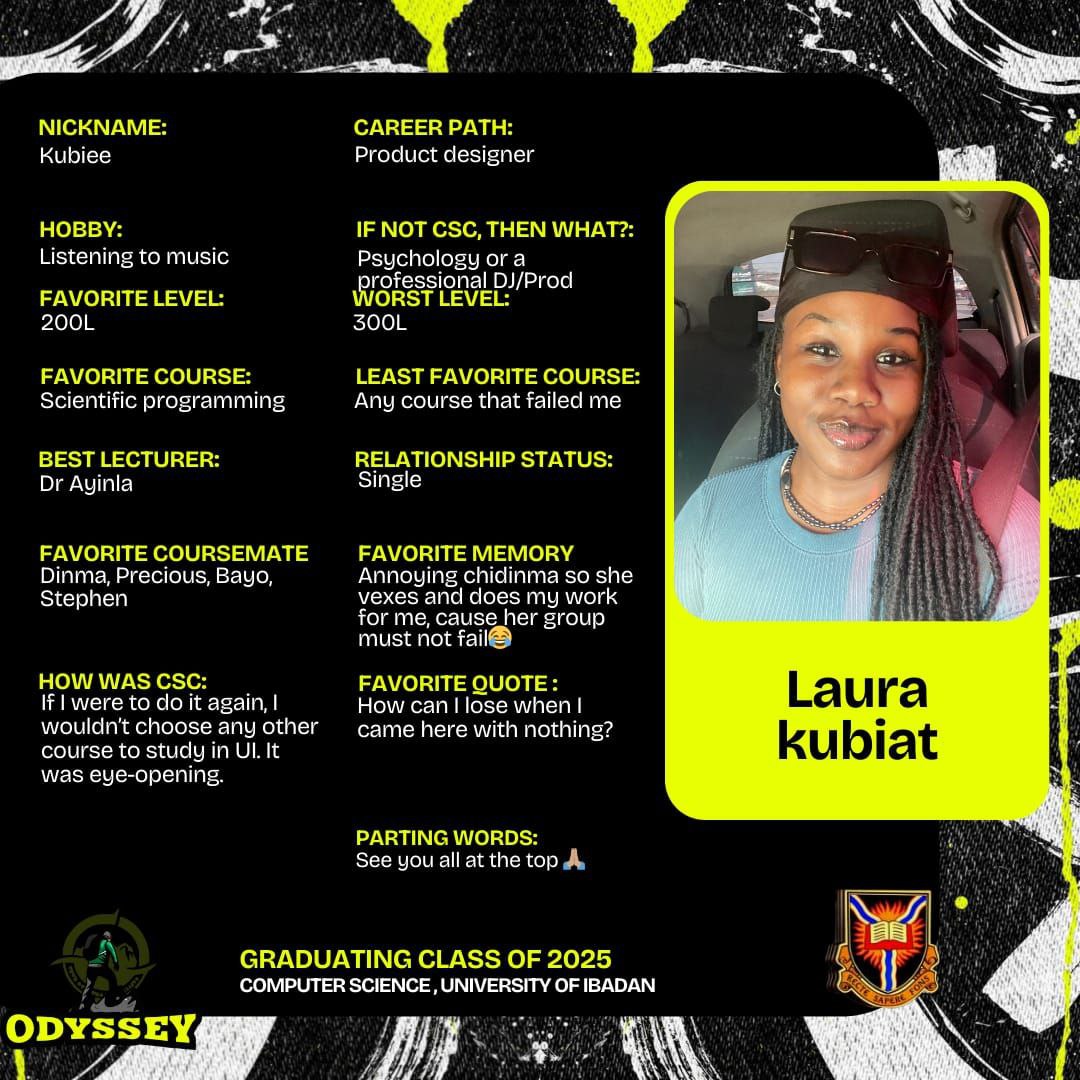 NICKNAME:
Kubiee
CAREER PATH:
Product designer
HOBBY:
Listening to music
IF NOT CSC, THEN WHAT?:
Psychology or a
professional DJ/Prod
FAVORITE LEVEL:
200L
WORST LEVEL:
300L
FAVORITE COURSE:
Scientific programming
LEAST FAVORITE COURSE:
Any course that failed me
BEST LECTURER:
Dr Ayinla
RELATIONSHIP STATUS:
Single
FAVORITE COURSEMATE
Dinma, Precious, Bayo,
Stephen
FAVORITE MEMORY
Annoying chidinma so she
vexes and does my work
for me, cause her group
must not fail😂
HOW WAS CSC:
If I were to do it again, I
wouldn’t choose any other
course to study in UI. It
was eye-opening.
FAVORITE QUOTE :
How can I lose when I
came here with nothing?
PARTING WORDS:
See you all at the top 🙏🏼
Laura
kubiat
GRADUATING CLASS OF 2025
COMPUTER SCIENCE , UNIVERSITY OF IBADAN
ODYSSEY
RECTE SAPERE FONS